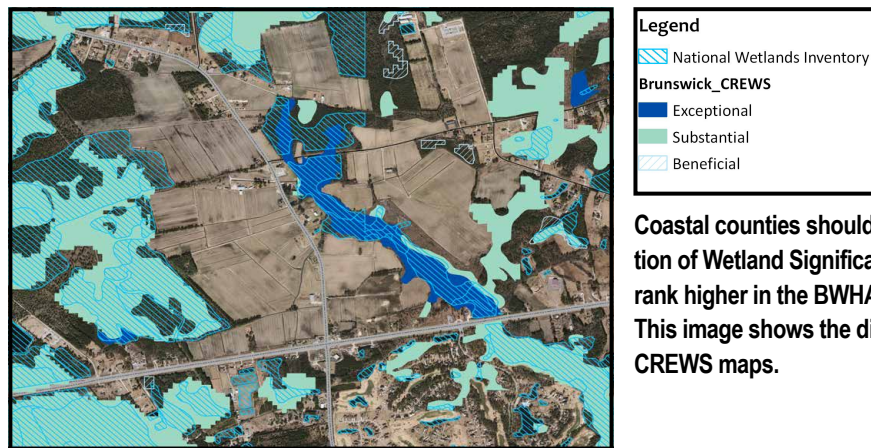 Legend
National Wetlands Inventory
Brunswick_CREWS
Exceptional
Substantial
Beneficial
Coastal counties should
tion of Wetland Significa
rank higher in the BWHA
This image shows the di
CREWS maps.